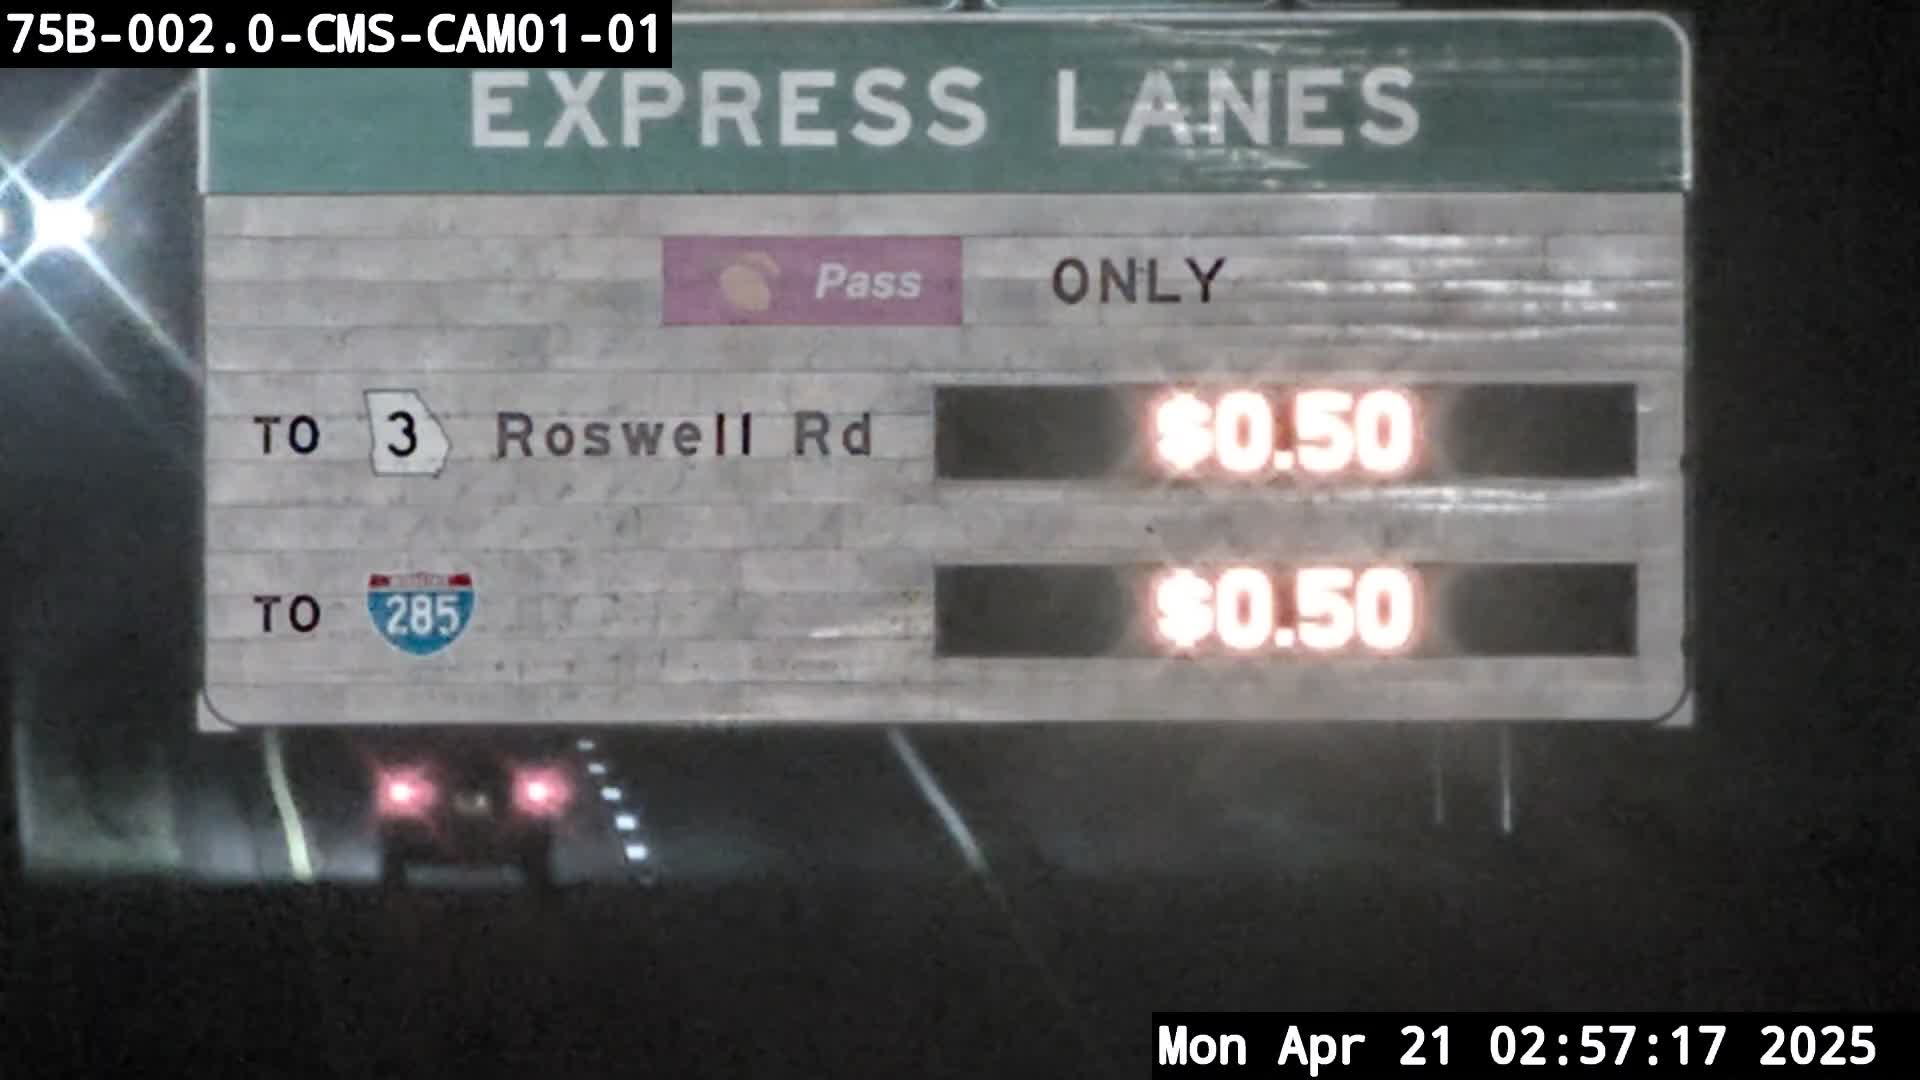 75B-002.0-CMS-CAM01-01
EXPRESS LANES
Pass ONLY
TO 3 Roswell Rd $0.50
TO 285 $0.50
Mon Apr 21 02:57:17 2025